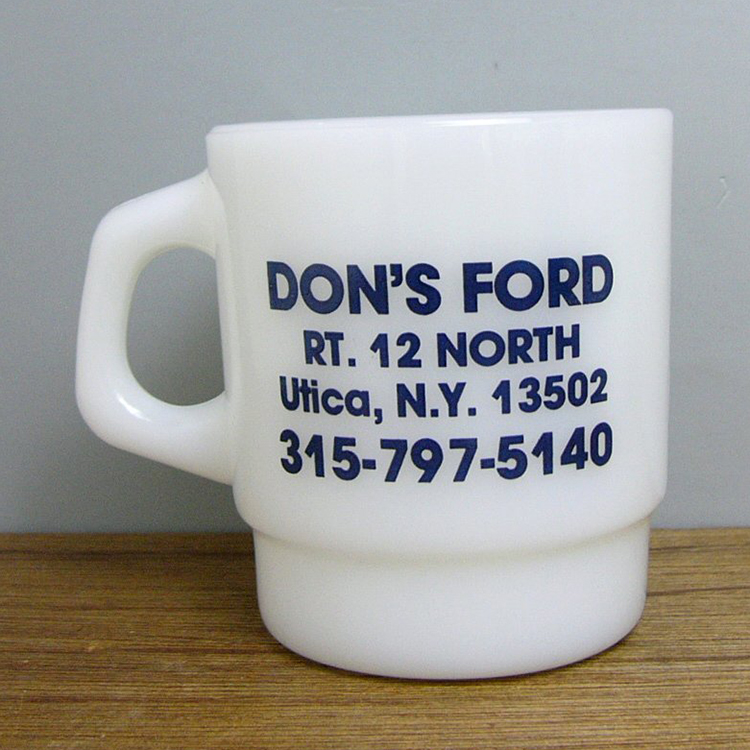 DON'S FORD
RT. 12 NORTH
Utica, N.Y. 13502
315-797-5140